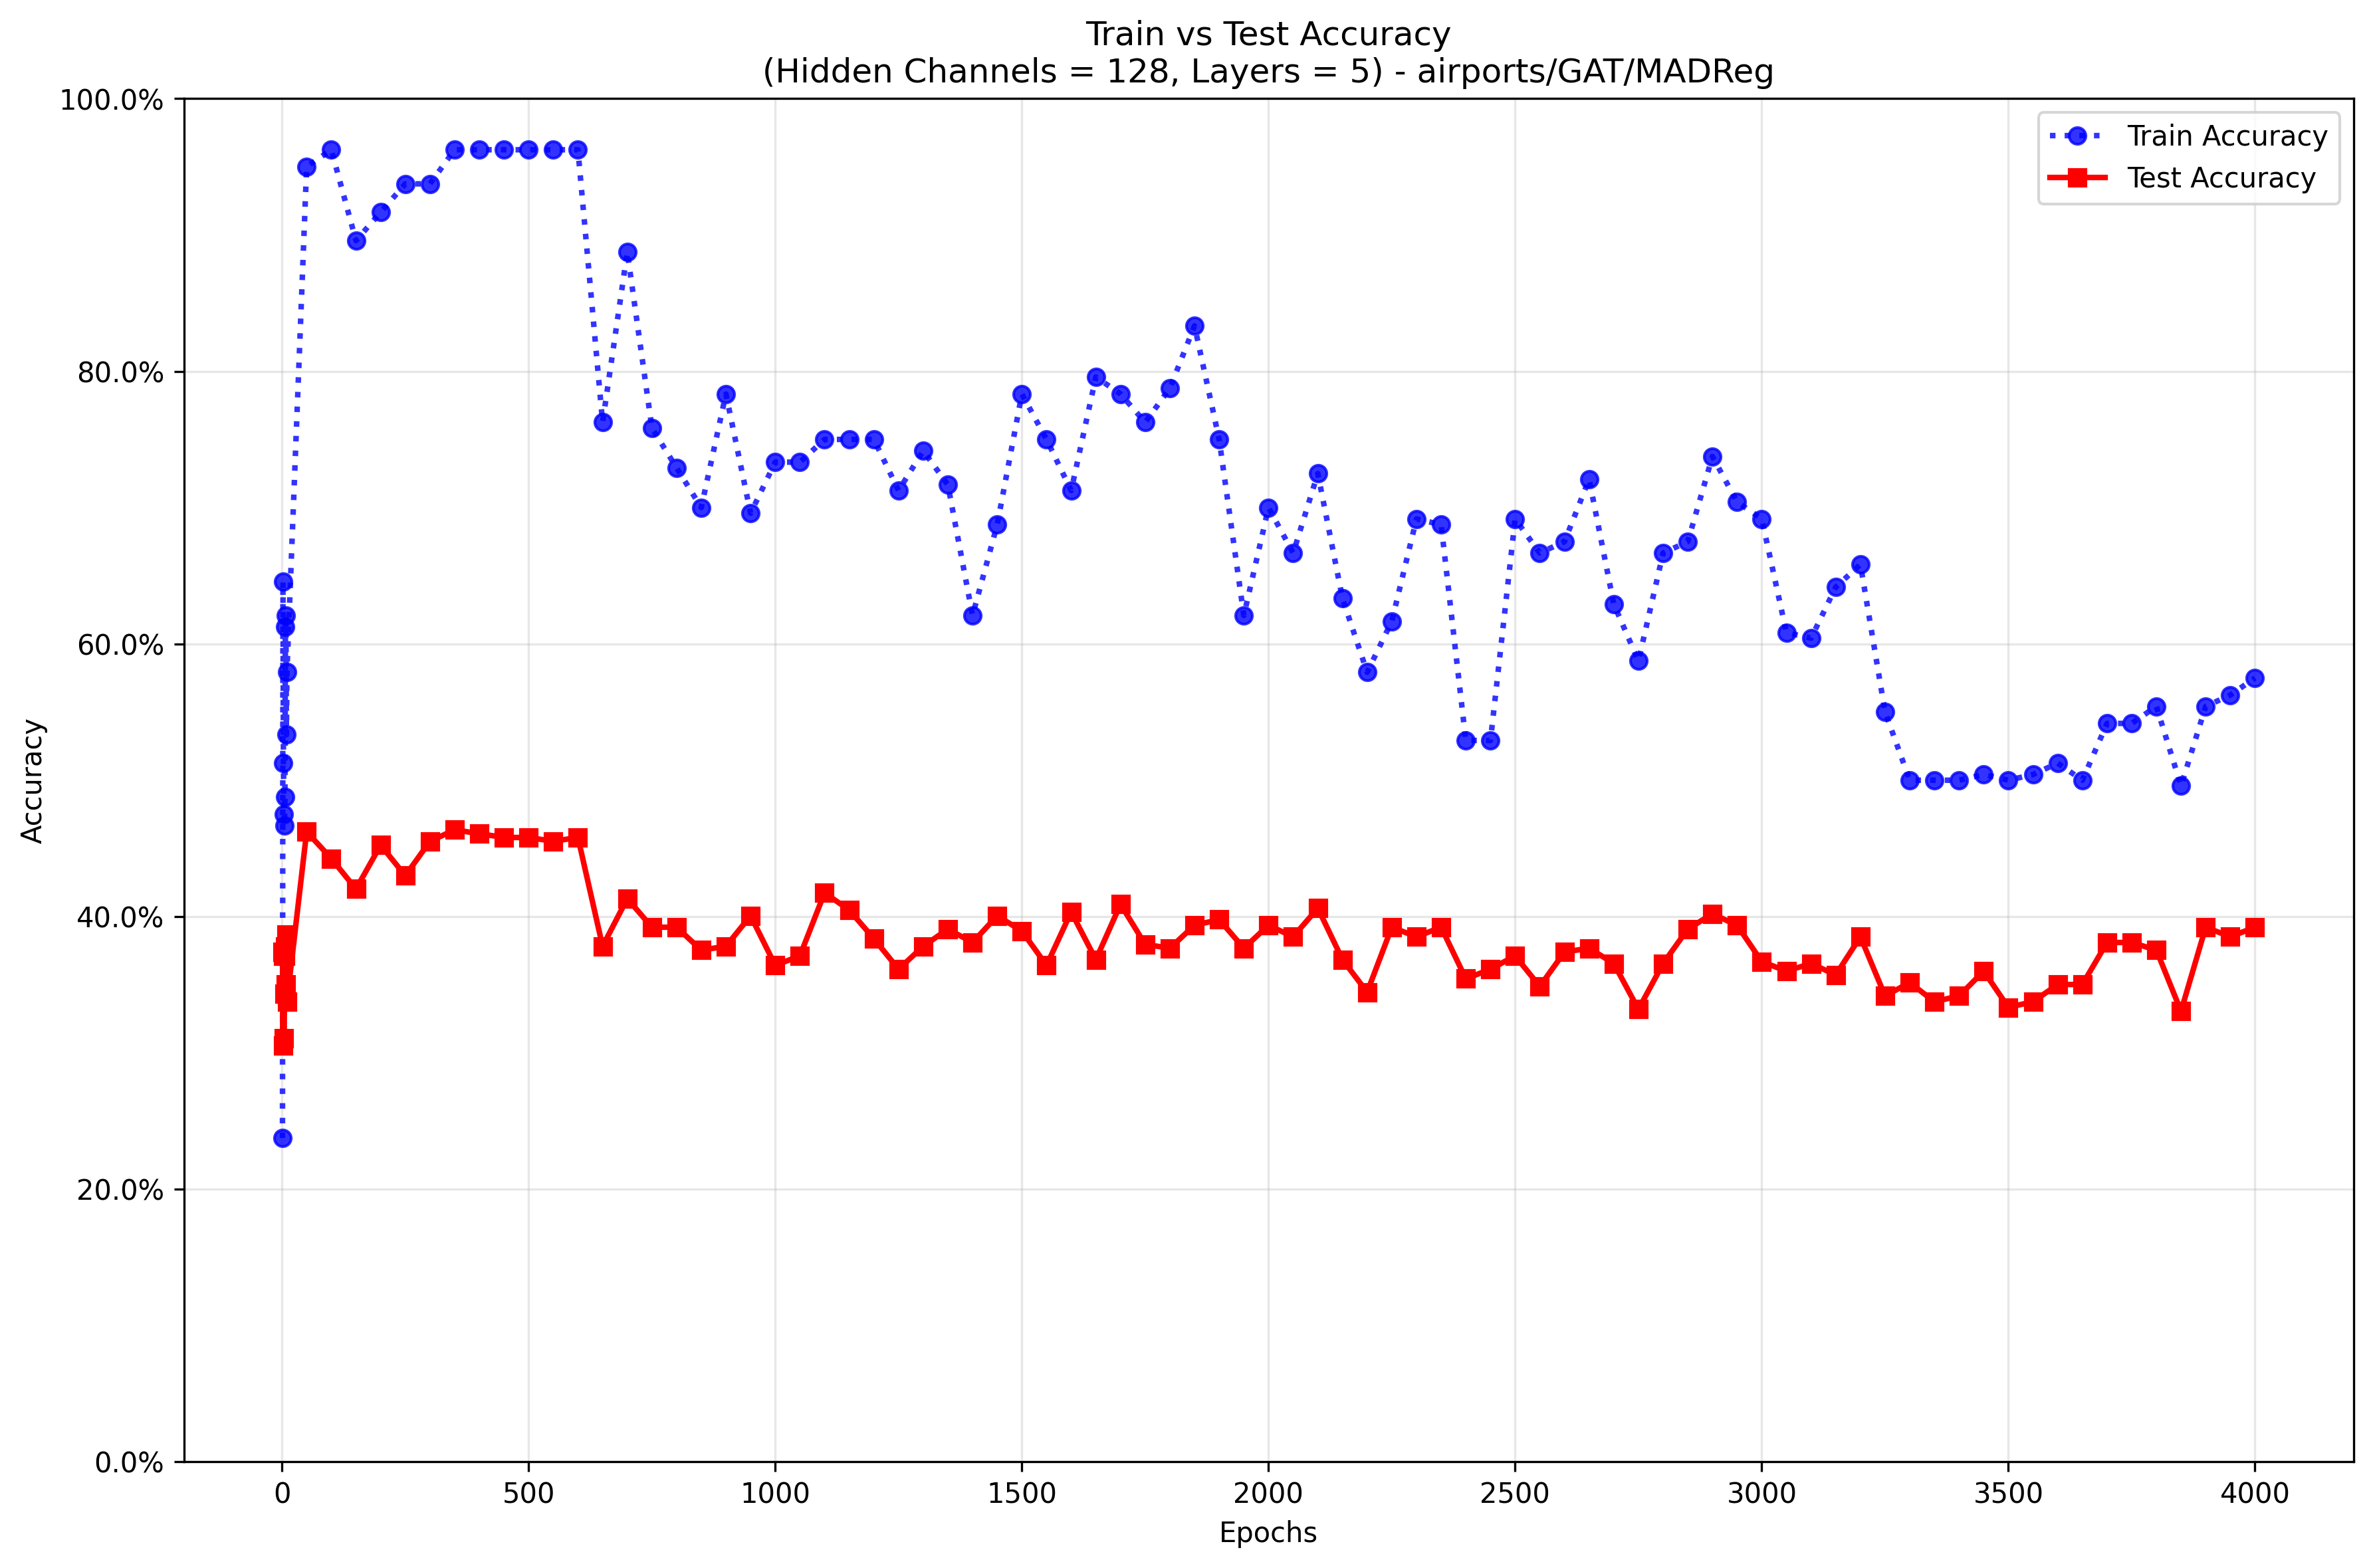 Train vs Test Accuracy
(Hidden Channels = 128, Layers = 5) - airports/GAT/MADReg
100.0%
80.0%
60.0%
40.0%
20.0%
0.0%
Accuracy
Train Accuracy
Test Accuracy
0 500 1000 1500 2000 2500 3000 3500 4000
Epochs